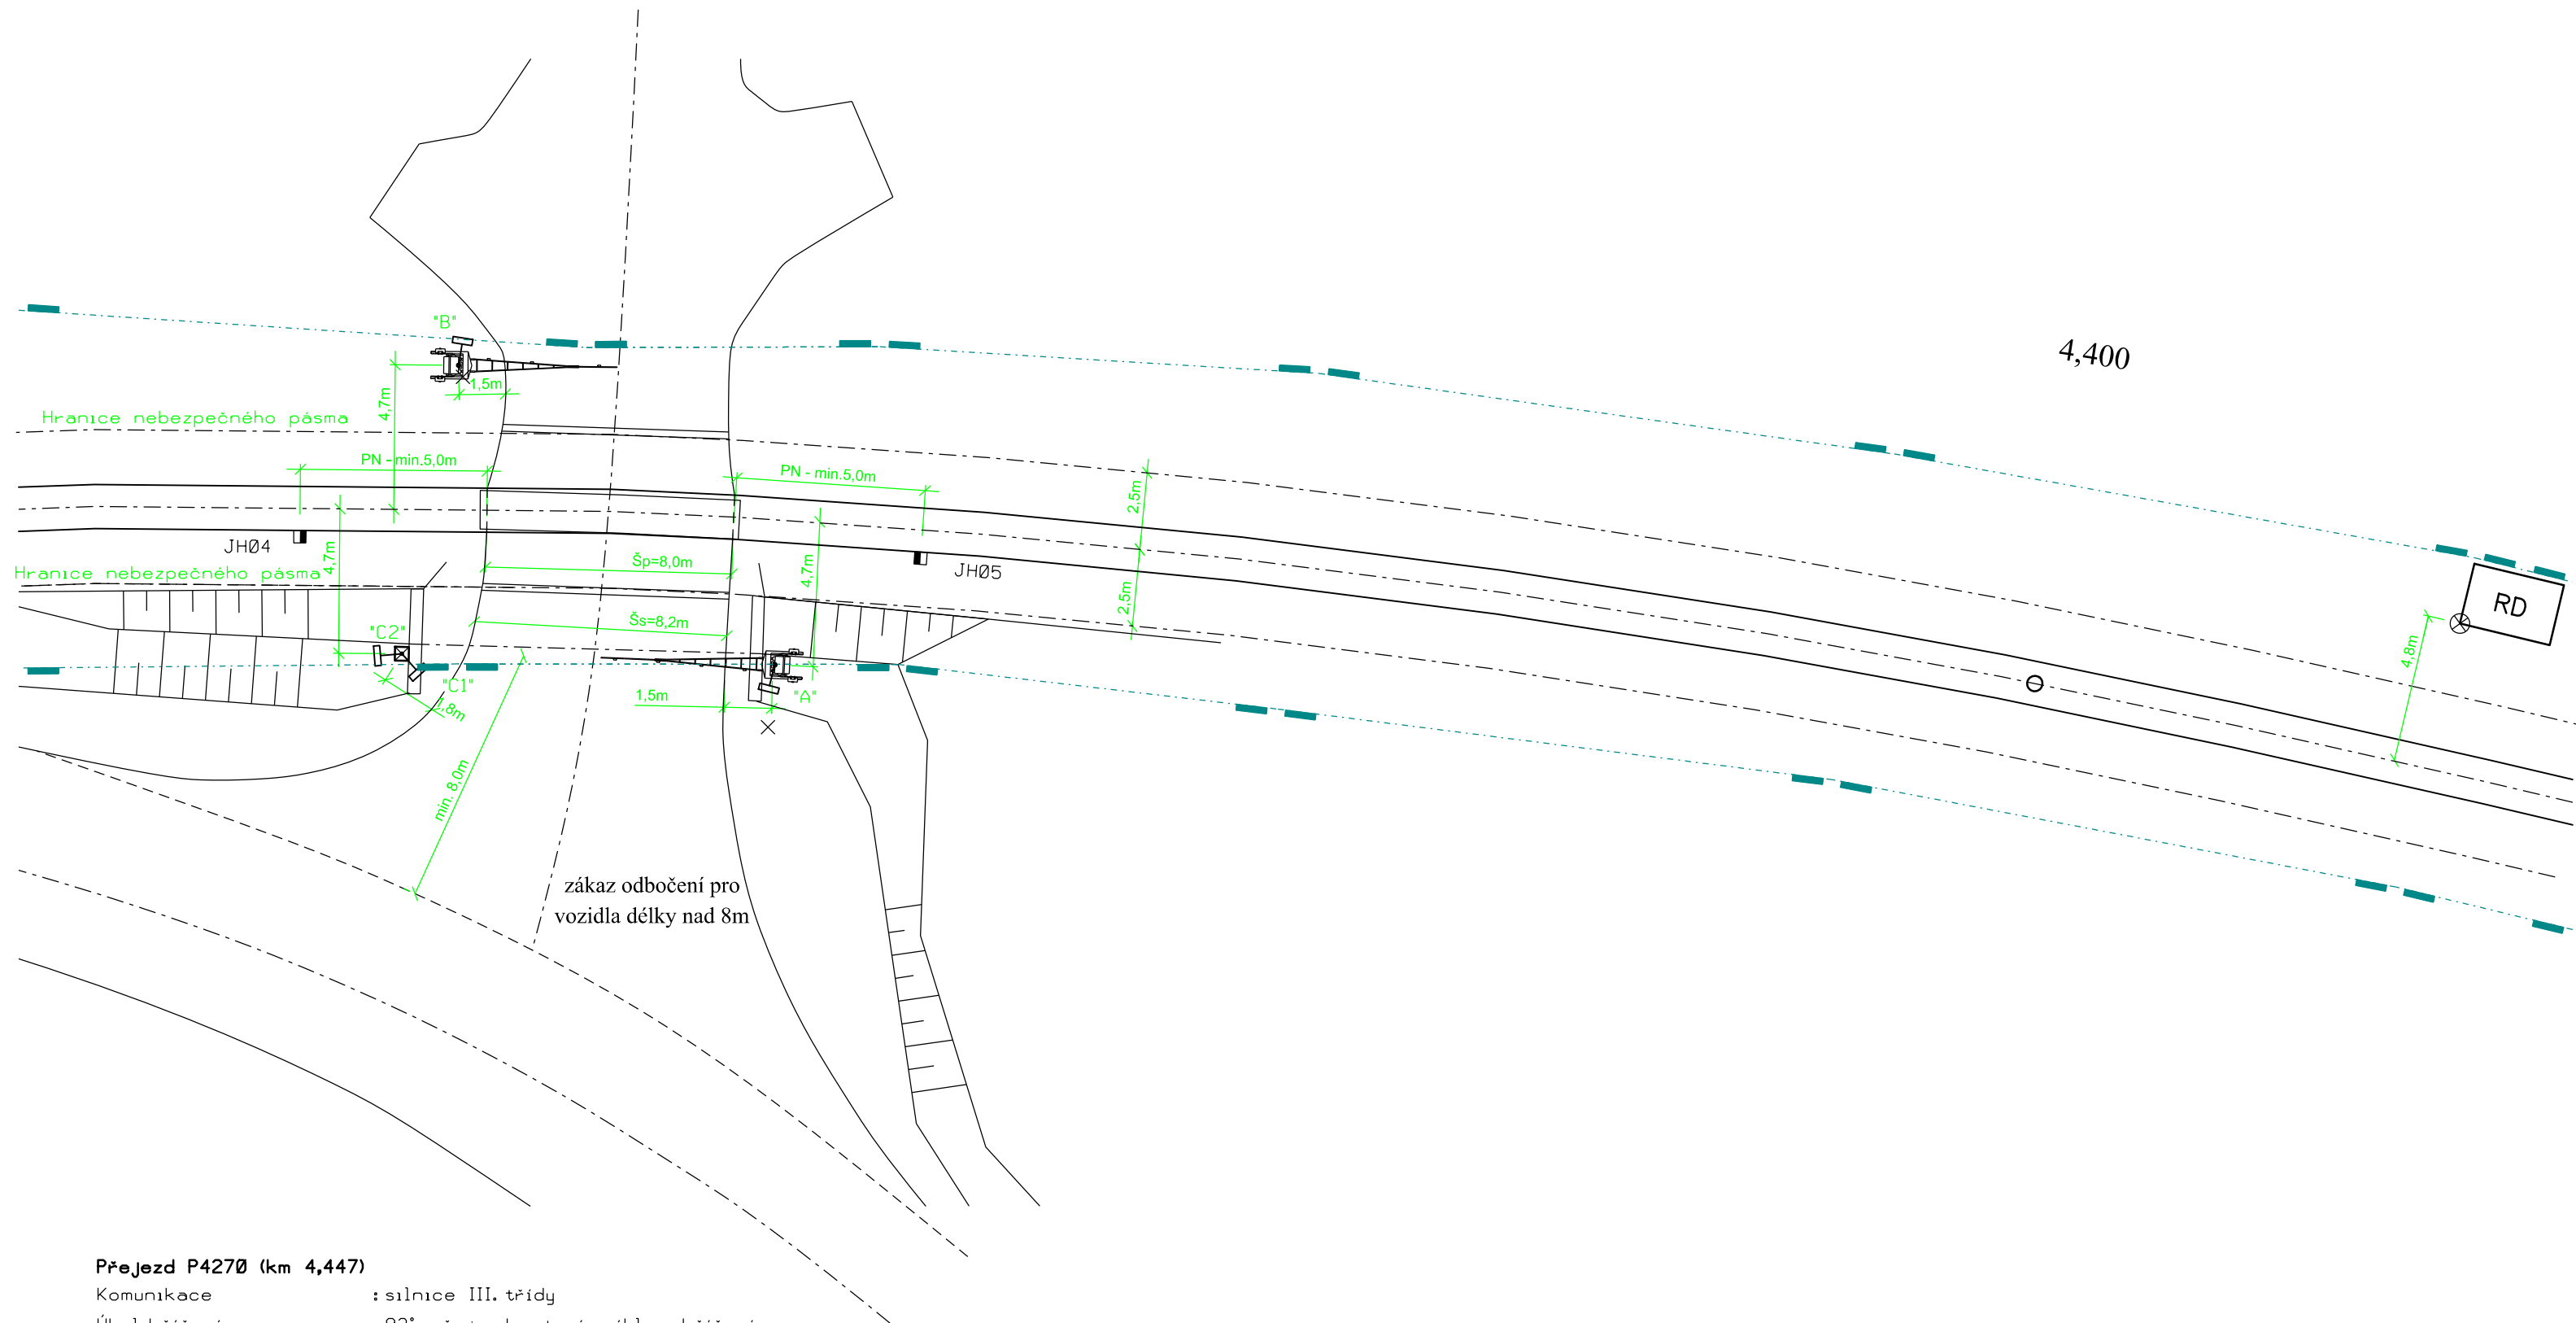 4,400
"B"
1,5m
4,7m
Hranice nebezpečného pásma
PN - min.5,0m
PN - min.5,0m
2,5m
JH04
4,7m
Šp=8,0m
4,7m
JH05
Hranice nebezpečného pásma
2,5m
RD
Šs=8,2m
"C2"
4,8m
"C1"
1,5m
"A"
1,8m
min. 8,0m
zákaz odbočení pro
vozidla délky nad 8m
Přejezd P4270 (km 4,447)
Komunikace : silnice III. třídy